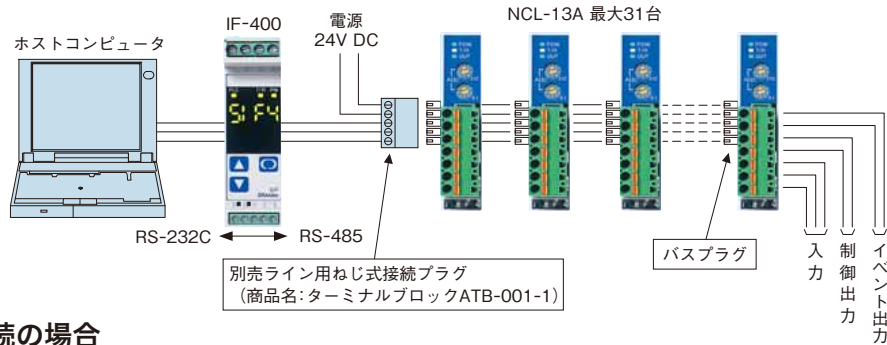 ホストコンピュータ
IF-400
電源
24V DC
NCL-13A 最大31台
RS-232C
RS-485
別売ライン用ねじ式接続プラグ
（商品名：ターミナルブロックATB-001-1）
バスプラグ
入力
制御出力
イベント出力
続の場合